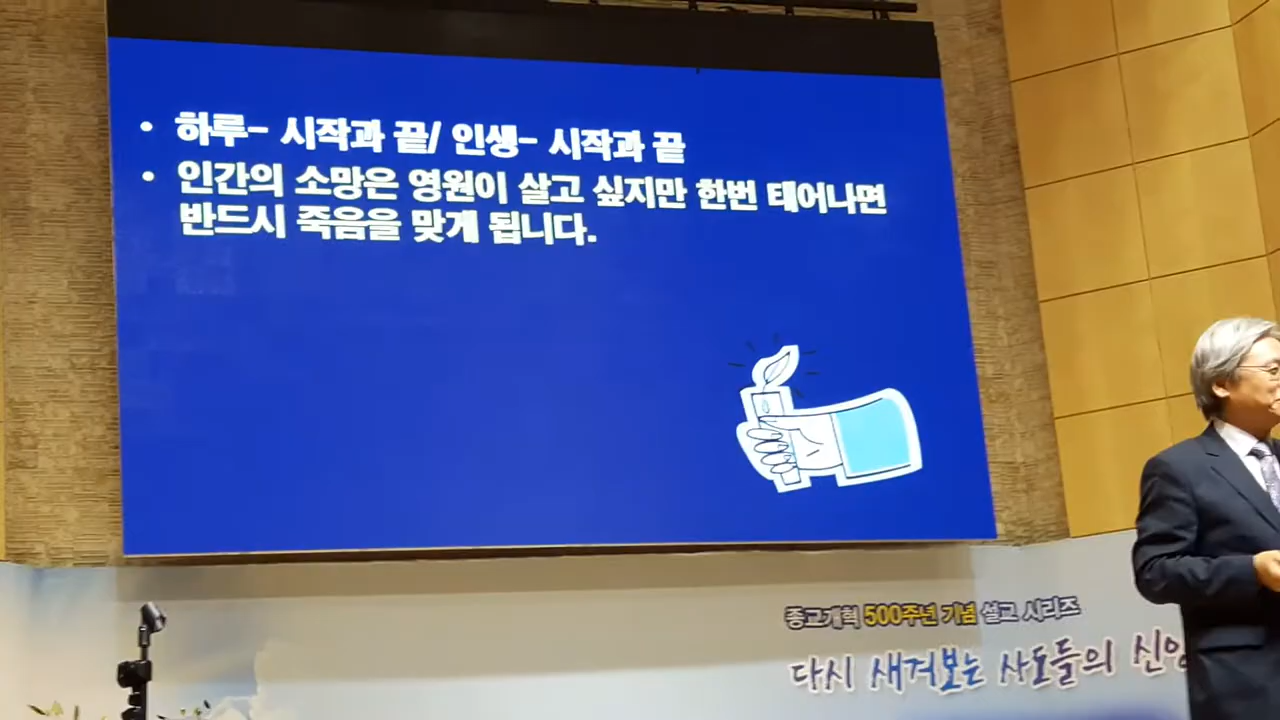 • 하루- 시작과 끝/ 인생- 시작과 끝
• 인간의 소망은 영원이 살고 싶지만 한번 태어나면
반드시 죽음을 맞게 됩니다.
종교개혁 500주년 기념 설교 시리즈
다시 새겨보는 사도들의